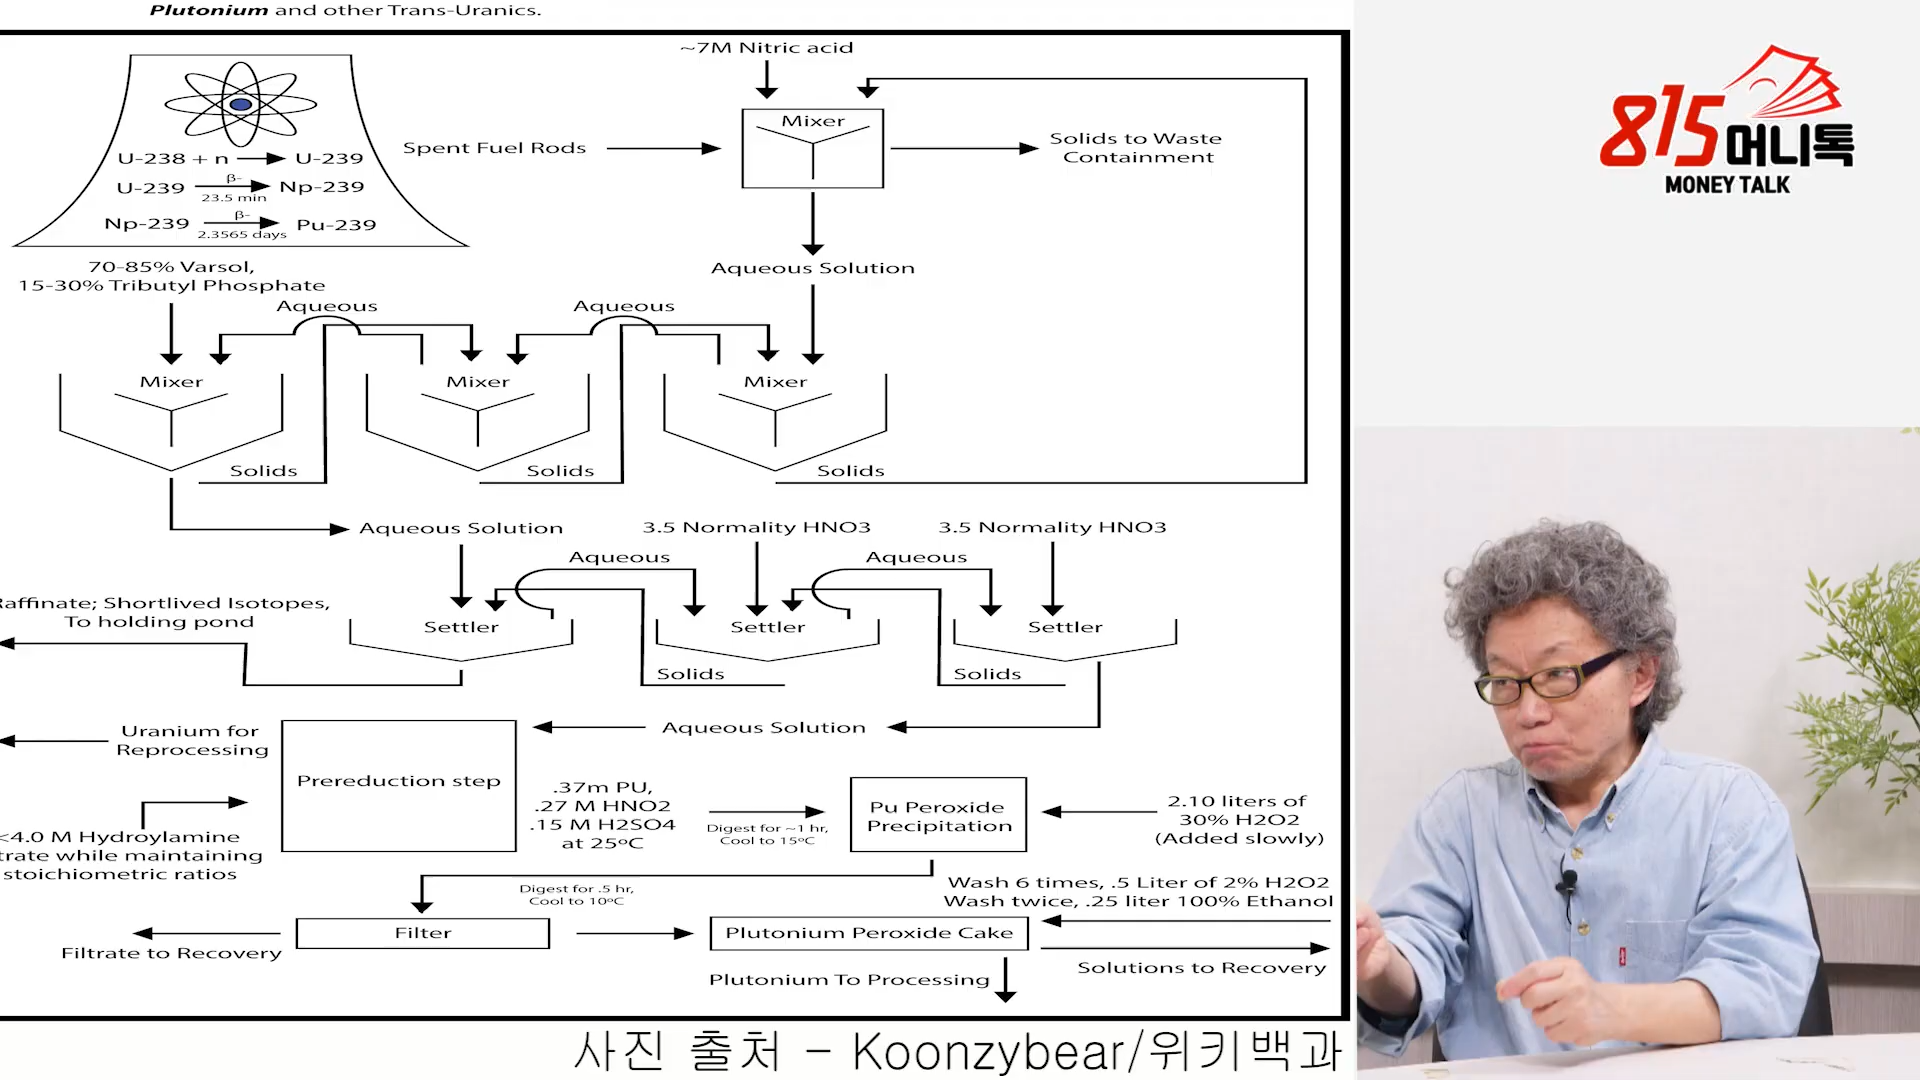 Plutonium and other Trans-Uranics.
~7M Nitric acid
U-238 + n U-239
U-239 β- Np-239
23.5 min
Np-239 β- Pu-239
2.3565 days
Spent Fuel Rods
Mixer
Solids to Waste
Containment
Aqueous Solution
70-85% Varsol,
15-30% Tributyl Phosphate
Aqueous
Aqueous
Mixer
Mixer
Mixer
Solids
Solids
Solids
Aqueous Solution
3.5 Normality HNO3
3.5 Normality HNO3
Aqueous
Aqueous
Raffinate; Shortlived Isotopes,
To holding pond
Settler
Settler
Settler
Solids
Solids
Uranium for
Reprocessing
Aqueous Solution
Prereduction step
<4.0 M Hydroylamine
trate while maintaining
stoichiometric ratios
.37m PU,
.27 M HNO2
.15 M H2SO4
at 25ºC
Digest for ~1 hr,
Cool to 15ºC
Pu Peroxide
Precipitation
2.10 liters of
30% H2O2
(Added slowly)
Digest for .5 hr,
Cool to 10ºC
Wash 6 times, .5 Liter of 2% H2O2
Wash twice, .25 liter 100% Ethanol
Filter
Plutonium Peroxide Cake
Filtrate to Recovery
Plutonium To Processing
Solutions to Recovery
사진 출처 - Koonzybear/위키백과
815머니톡
MONEY TALK